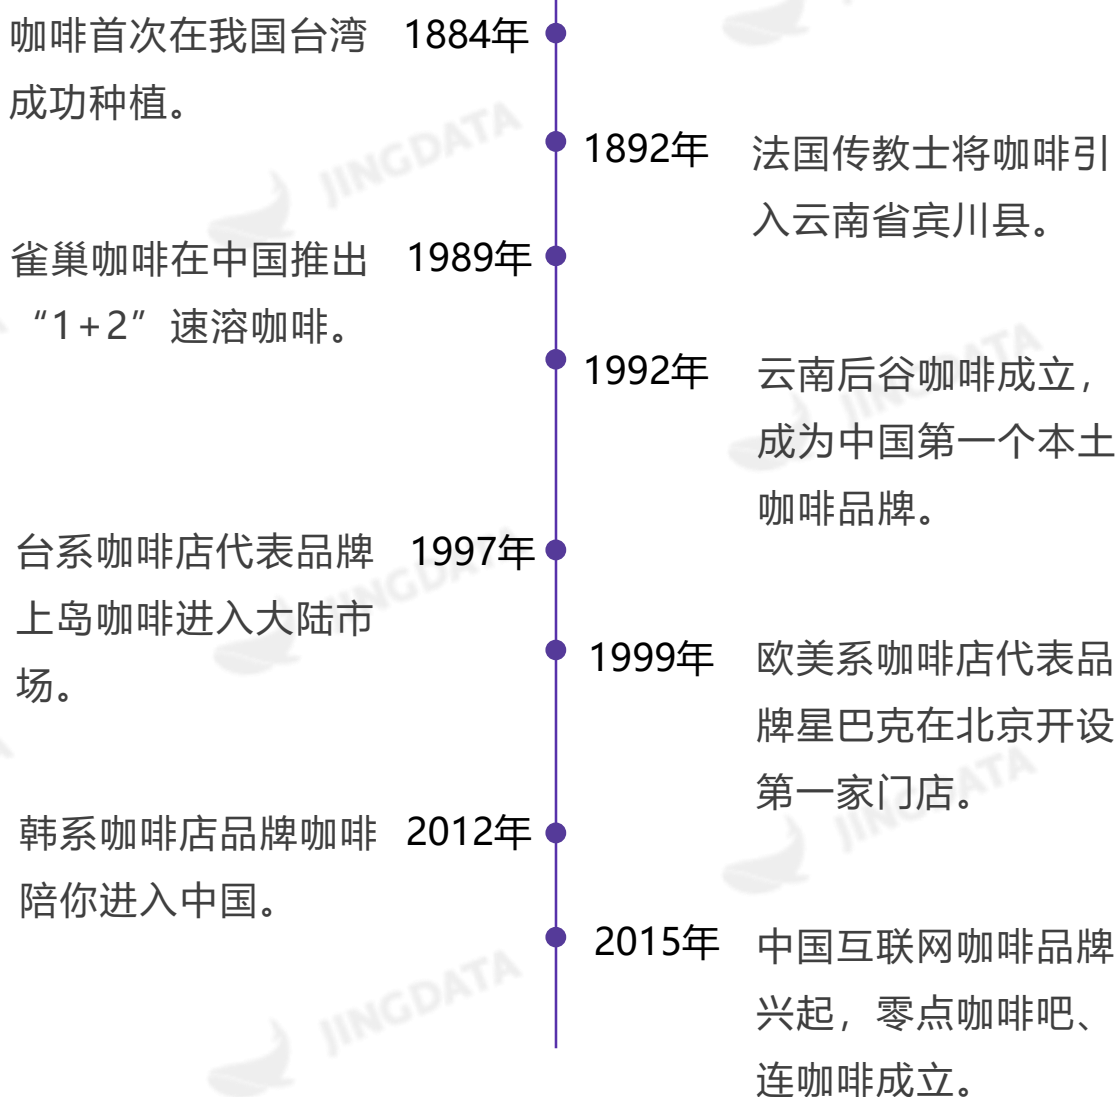 咖啡首次在我国台湾
成功种植。
1884年
1892年
法国传教士将咖啡引
入云南省宾川县。
雀巢咖啡在中国推出
“1+2”速溶咖啡。
1989年
1992年
云南后谷咖啡成立，
成为中国第一个本土
咖啡品牌。
台系咖啡店代表品牌
上岛咖啡进入大陆市
场。
1997年
1999年
欧美系咖啡店代表品
牌星巴克在北京开设
第一家门店。
韩系咖啡店品牌咖啡
陪你进入中国。
2012年
2015年
中国互联网咖啡品牌
兴起，零点咖啡吧、
连咖啡成立。
JINGDATA
JINGDATA
JINGDATA
JINGDATA
JINGDATA